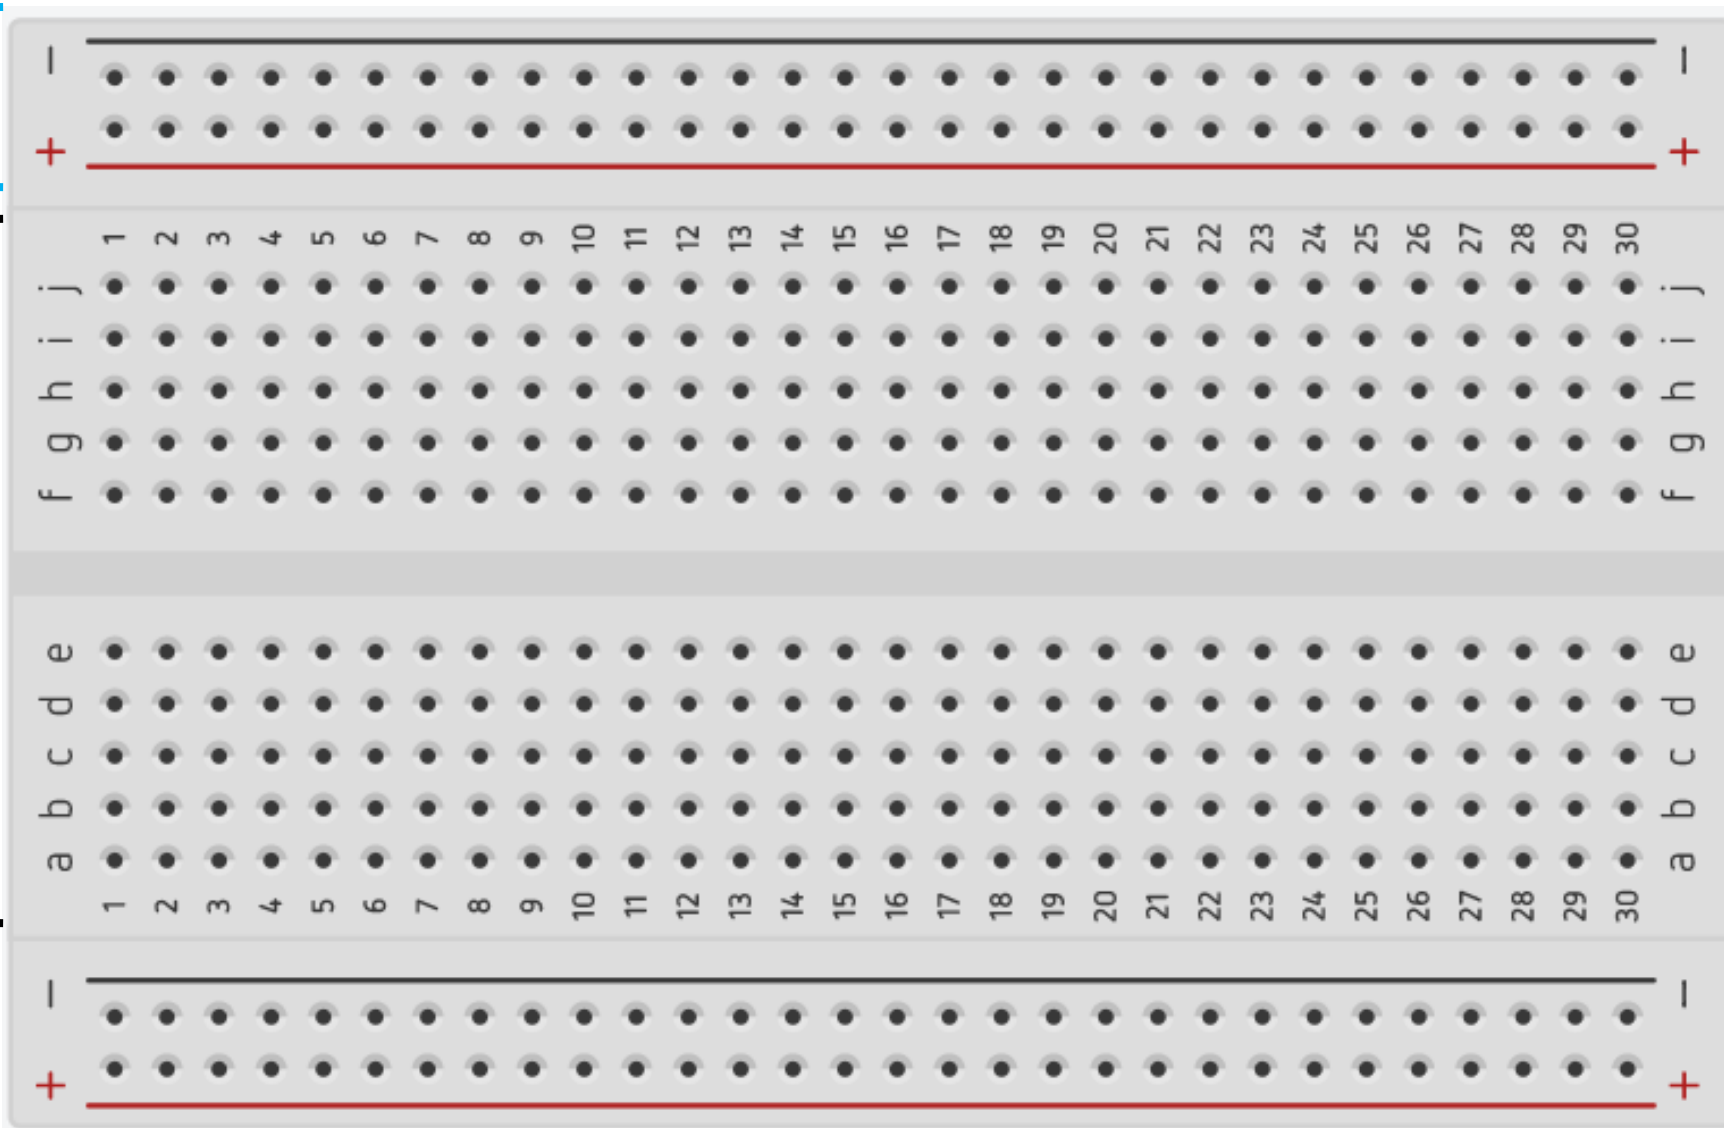 − −
+ +
1 2 3 4 5 6 7 8 9 10 11 12 13 14 15 16 17 18 19 20 21 22 23 24 25 26 27 28 29 30
j j
i i
h h
g g
f f
e e
d d
c c
b b
a a
1 2 3 4 5 6 7 8 9 10 11 12 13 14 15 16 17 18 19 20 21 22 23 24 25 26 27 28 29 30
− −
+ +